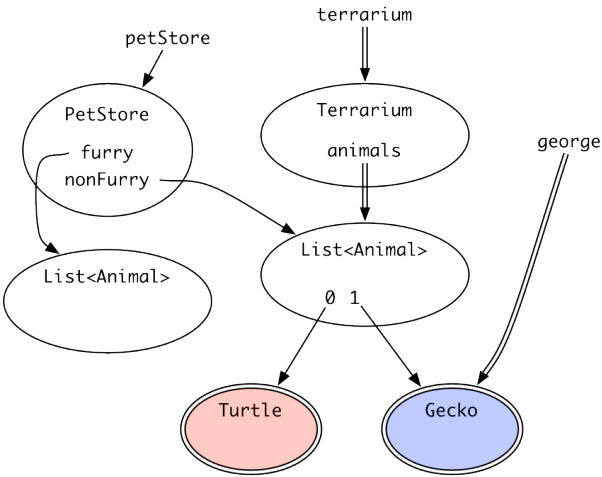 terrarium
petStore
PetStore
furry
nonFurry
Terrarium
animals
george
List<Animal>
List<Animal>
0 1
Turtle
Gecko